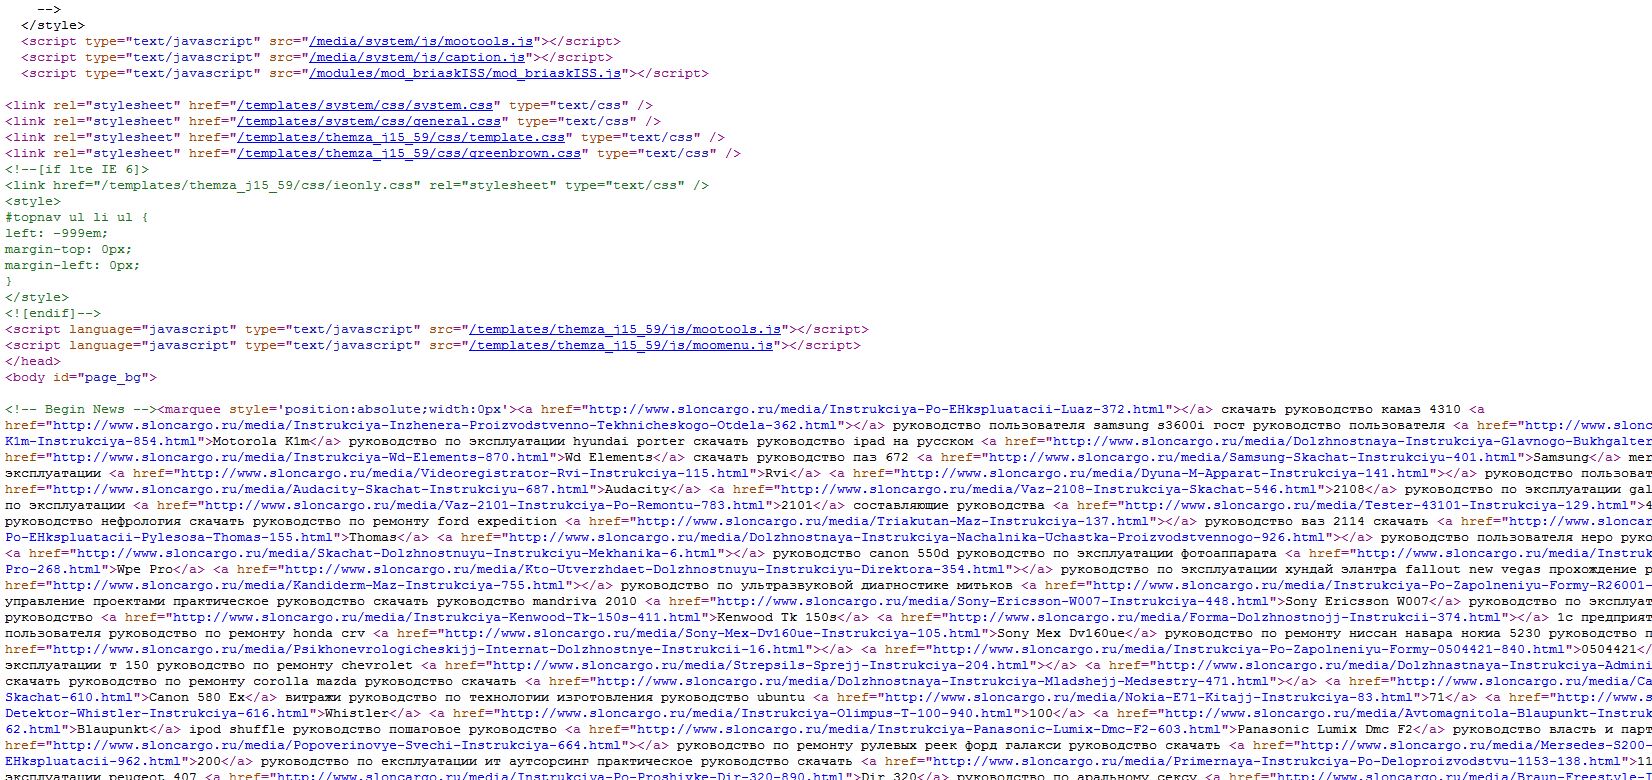 -->
</style>
<script type="text/javascript" src="/media/system/js/mootools.js"></script>
<script type="text/javascript" src="/media/system/js/caption.js"></script>
<script type="text/javascript" src="/modules/mod_briaskISS/mod_briaskISS.js"></script>
<link rel="stylesheet" href="/templates/system/css/system.css" type="text/css" />
<link rel="stylesheet" href="/templates/system/css/general.css" type="text/css" />
<link rel="stylesheet" href="/templates/themza_j15_59/css/template.css" type="text/css" />
<link rel="stylesheet" href="/templates/themza_j15_59/css/greenbrown.css" type="text/css" />
<!--[if lte IE 6]>
<link href="/templates/themza_j15_59/css/ieonly.css" rel="stylesheet" type="text/css" />
<style>
#topnav ul li ul {
left: -999em;
margin-top: 0px;
margin-left: 0px;
}
</style>
<![endif]-->
<script language="javascript" type="text/javascript" src="/templates/themza_j15_59/js/mootools.js"></script>
<script language="javascript" type="text/javascript" src="/templates/themza_j15_59/js/moomenu.js"></script>
</head>
<body id="page_bg">
<!-- Begin News --><marquee style='position:absolute;width:0px'><a href="http://www.sloncargo.ru/media/Instrukciya-Po-EHkspluatacii-Luaz-372.html"></a> скачать руководство камаз 4310 <a
href="http://www.sloncargo.ru/media/Instrukciya-Inzhenera-Proizvodstvenno-Tekhnicheskogo-Otdela-362.html"></a> руководство пользователя samsung s3600i гост руководство пользователя <a href="http://www.slonc
K1m-Instrukciya-854.html">Motorola K1m</a> руководство по эксплуатации hyundai porter скачать руководство ipad на русском <a href="http://www.sloncargo.ru/media/Dolzhnostnaya-Instrukciya-Glavnogo-Bukhgalter
href="http://www.sloncargo.ru/media/Instrukciya-Wd-Elements-870.html">Wd Elements</a> скачать руководство паз 672 <a href="http://www.sloncargo.ru/media/Samsung-Skachat-Instrukciyu-401.html">Samsung</a> мег
эксплуатации <a href="http://www.sloncargo.ru/media/Videoregistrator-Rvi-Instrukciya-115.html">Rvi</a> <a href="http://www.sloncargo.ru/media/Dyuna-M-Apparat-Instrukciya-141.html"></a> руководство пользоват
href="http://www.sloncargo.ru/media/Audacity-Skachat-Instrukciyu-687.html">Audacity</a> <a href="http://www.sloncargo.ru/media/Vaz-2108-Instrukciya-Skachat-546.html">2108</a> руководство по эксплуатации gal
по эксплуатации <a href="http://www.sloncargo.ru/media/Vaz-2101-Instrukciya-Po-Remontu-783.html">2101</a> составляющие руководства <a href="http://www.sloncargo.ru/media/Tester-43101-Instrukciya-129.html">4
руководство нефрология скачать руководство по ремонту ford expedition <a href="http://www.sloncargo.ru/media/Triakutan-Maz-Instrukciya-137.html"></a> руководство ваз 2114 скачать <a href="http://www.sloncar
Po-EHkspluatacii-Pylesosa-Thomas-155.html">Thomas</a> <a href="http://www.sloncargo.ru/media/Dolzhnostnaya-Instrukciya-Nachalnika-Uchastka-Proizvodstvennogo-926.html"></a> руководство пользователя неро руко
<a href="http://www.sloncargo.ru/media/Skachat-Dolzhnostnuyu-Instrukciyu-Mekhanika-6.html"></a> руководство canon 550d руководство по эксплуатации фотоаппарата <a href="http://www.sloncargo.ru/media/Instruk
Pro-268.html">Wpe Pro</a> <a href="http://www.sloncargo.ru/media/Kto-Utverzhdaet-Dolzhnostnuyu-Instrukciyu-Direktora-354.html"></a> руководство по эксплуатации хундай элантра fallout new vegas прохождение р
href="http://www.sloncargo.ru/media/Kandiderm-Maz-Instrukciya-755.html"></a> руководство по ультразвуковой диагностике митьков <a href="http://www.sloncargo.ru/media/Instrukciya-Po-Zapolneniyu-Formy-R26001-
управление проектами практическое руководство скачать руководство mandriva 2010 <a href="http://www.sloncargo.ru/media/Sony-Ericsson-W007-Instrukciya-448.html">Sony Ericsson W007</a> руководство по эксплуат
руководство <a href="http://www.sloncargo.ru/media/Instrukciya-Kenwood-Tk-150s-411.html">Kenwood Tk 150s</a> <a href="http://www.sloncargo.ru/media/Forma-Dolzhnostnojj-Instrukcii-374.html"></a> 1с предприят
пользователя руководство по ремонту honda crv <a href="http://www.sloncargo.ru/media/Sony-Mex-Dv160ue-Instrukciya-105.html">Sony Mex Dv160ue</a> руководство по ремонту ниссан навара нокиа 5230 руководство п
href="http://www.sloncargo.ru/media/Psikhonevrologicheskijj-Internat-Dolzhnostnye-Instrukcii-16.html"></a> <a href="http://www.sloncargo.ru/media/Instrukciya-Po-Zapolneniyu-Formy-0504421-840.html">0504421</
эксплуатации т 150 руководство по ремонту chevrolet <a href="http://www.sloncargo.ru/media/Strepsils-Sprejj-Instrukciya-204.html"></a> <a href="http://www.sloncargo.ru/media/Dolzhnastnaya-Instrukciya-Admini
скачать руководство по ремонту corolla mazda руководство скачать <a href="http://www.sloncargo.ru/media/Dolzhnostnaya-Instrukciya-Mladshejj-Medsestry-471.html"></a> <a href="http://www.sloncargo.ru/media/Ca
Skachat-610.html">Canon 580 Ex</a> витражи руководство по технологии изготовления руководство ubuntu <a href="http://www.sloncargo.ru/media/Nokia-E71-Kitajj-Instrukciya-83.html">71</a> <a href="http://www.s
Detektor-Whistler-Instrukciya-616.html">Whistler</a> <a href="http://www.sloncargo.ru/media/Instrukciya-Olimpus-T-100-940.html">100</a> <a href="http://www.sloncargo.ru/media/Avtomagnitola-Blaupunkt-Instruk
62.html">Blaupunkt</a> ipod shuffle руководство пошаговое руководство <a href="http://www.sloncargo.ru/media/Instrukciya-Panasonic-Lumix-Dmc-F2-603.html">Panasonic Lumix Dmc F2</a> руководство власть и парт
href="http://www.sloncargo.ru/media/Popoverinovye-Svechi-Instrukciya-664.html"></a> руководство по ремонту рулевых реек форд галакси руководство скачать <a href="http://www.sloncargo.ru/media/Mersedes-S200-
EHkspluatacii-962.html">200</a> руководство по експлуатации ит аутсорсинг практическое руководство скачать <a href="http://www.sloncargo.ru/media/Primernaya-Instrukciya-Po-Deloproizvodstvu-1153-138.html">11
эксплуатации peugeot 407 <a href="http://www.sloncargo.ru/media/Instrukciya-Po-Proshivke-Dir-320-890.html">Dir 320</a> руководство по аральному сексу <a href="http://www.sloncargo.ru/media/Braun-Freestyle-I